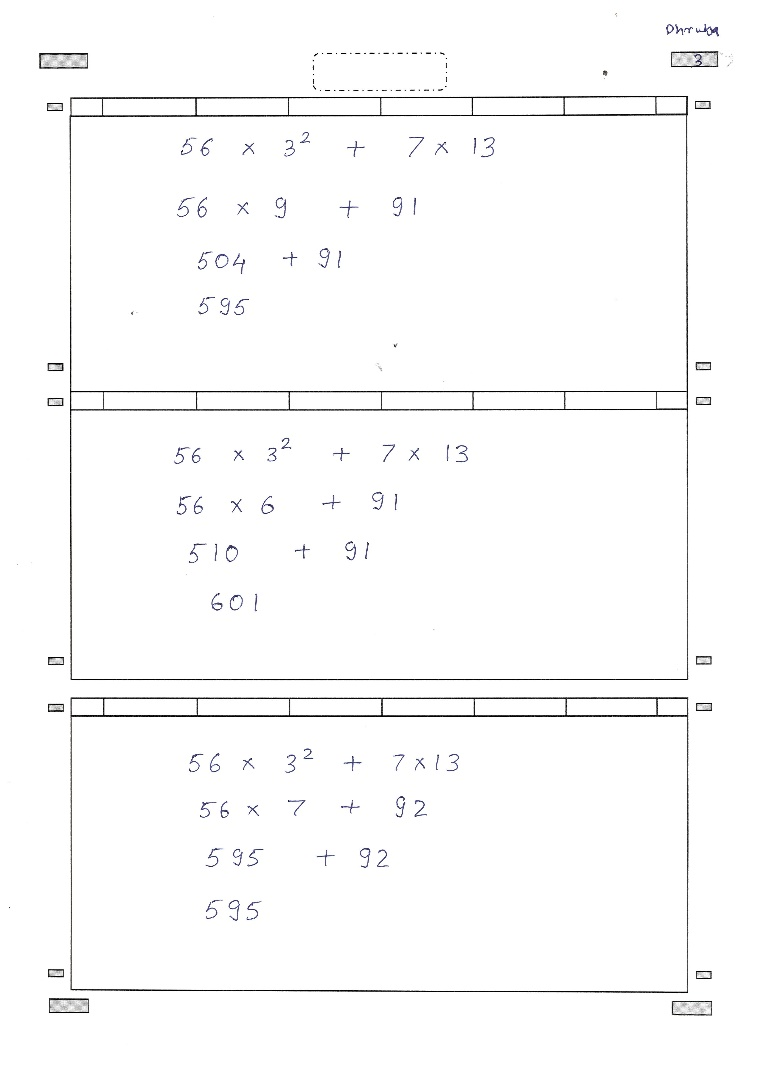 Dhruba
3
56 × 3² + 7 × 13
56 × 9 + 91
504 + 91
595
56 × 3² + 7 × 13
56 × 6 + 91
510 + 91
601
56 × 3² + 7 × 13
56 × 7 + 92
595 + 92
595